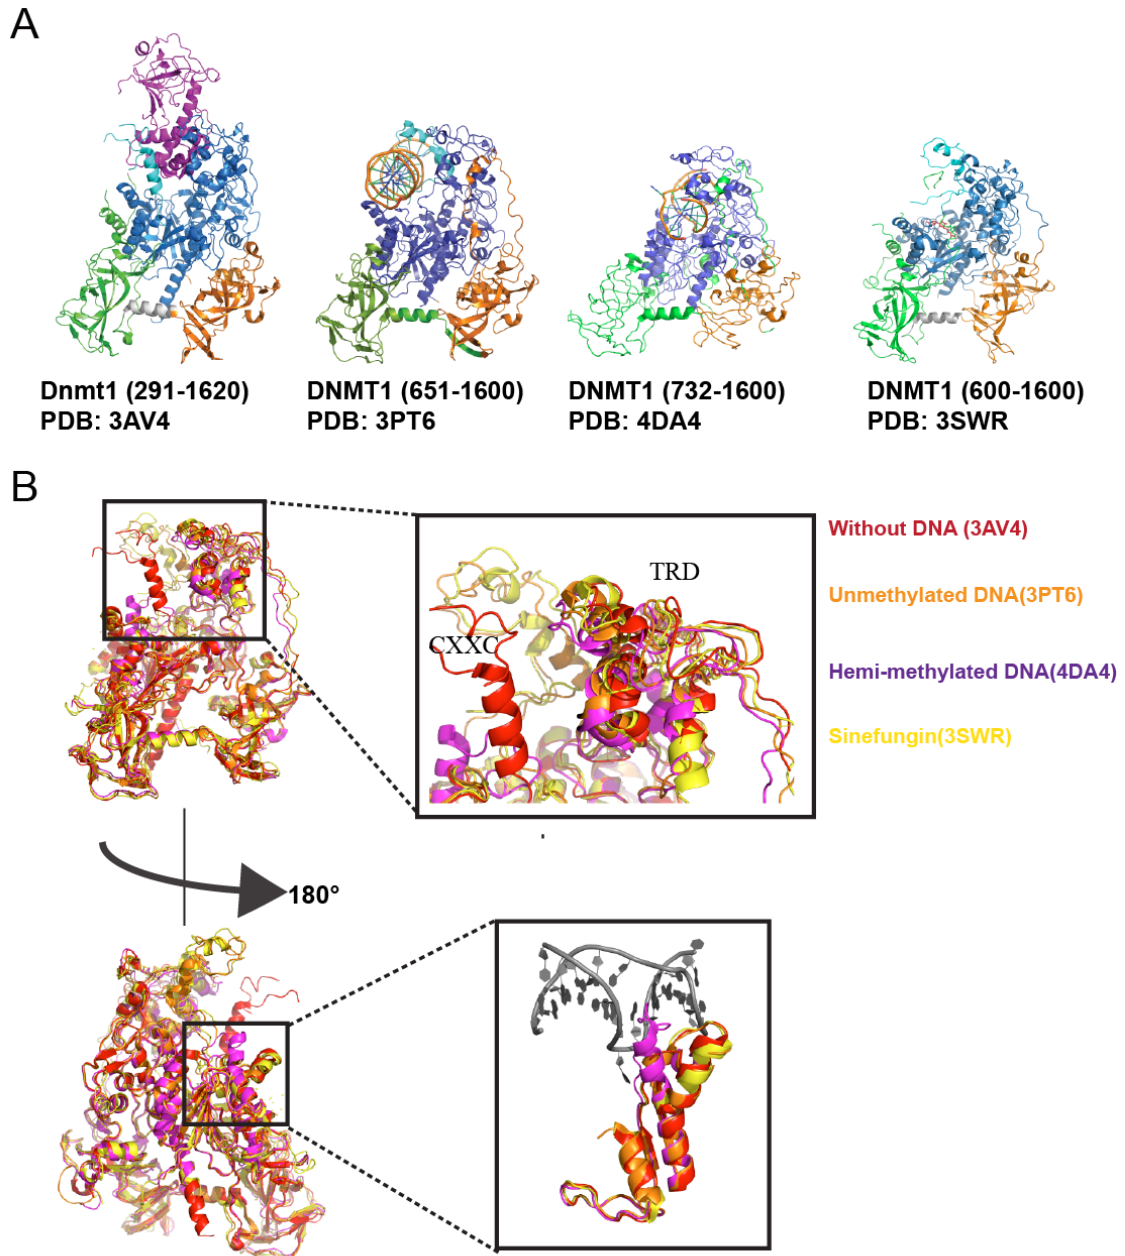 A
Dnmt1 (291-1620)
PDB: 3AV4
DNMT1 (651-1600)
PDB: 3PT6
DNMT1 (732-1600)
PDB: 4DA4
DNMT1 (600-1600)
PDB: 3SWR
B
TRD
CXXC
Without DNA (3AV4)
Unmethylated DNA(3PT6)
Hemi-methylated DNA(4DA4)
Sinefungin(3SWR)
180°